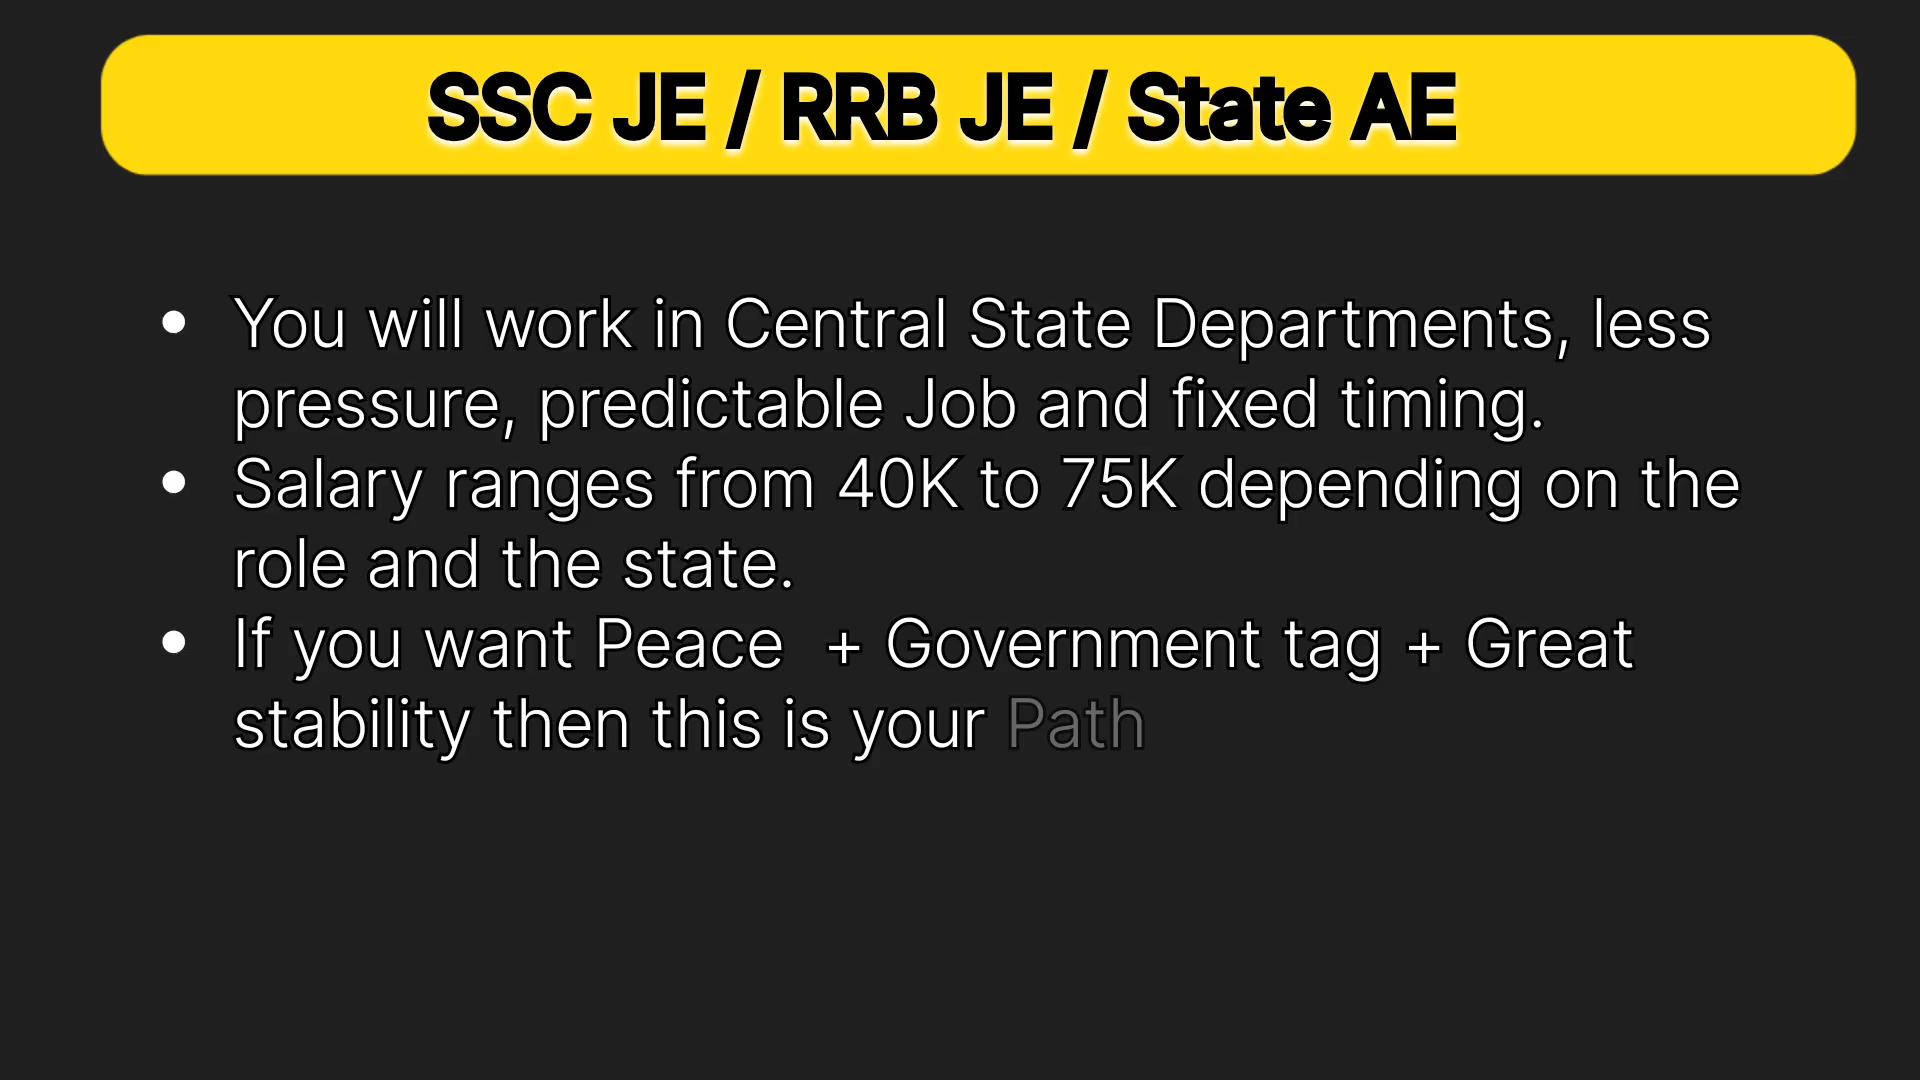 SSC JE / RRB JE / State AE
• You will work in Central State Departments, less
pressure, predictable Job and fixed timing.
• Salary ranges from 40K to 75K depending on the
role and the state.
• If you want Peace  + Government tag + Great
stability then this is your Path